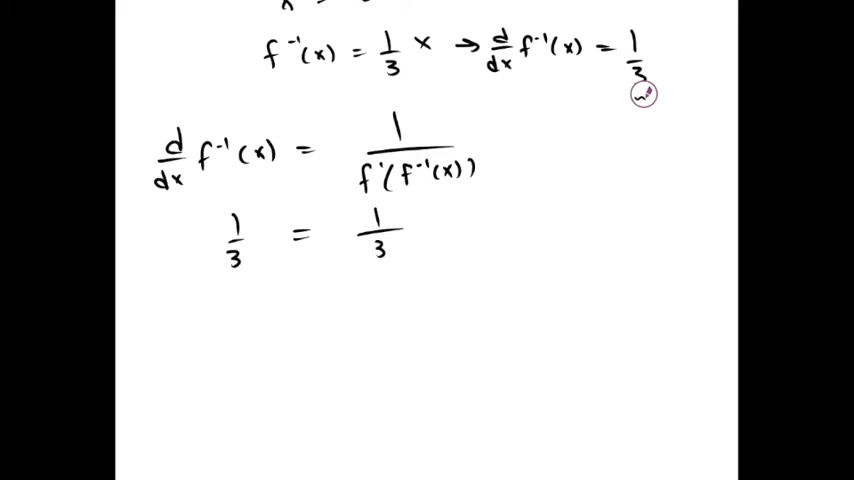 f⁻¹(x) = 1/3 x → d/dx f⁻¹(x) = 1/3
d/dx f⁻¹(x) = 1/f'(f⁻¹(x))
1/3 = 1/3